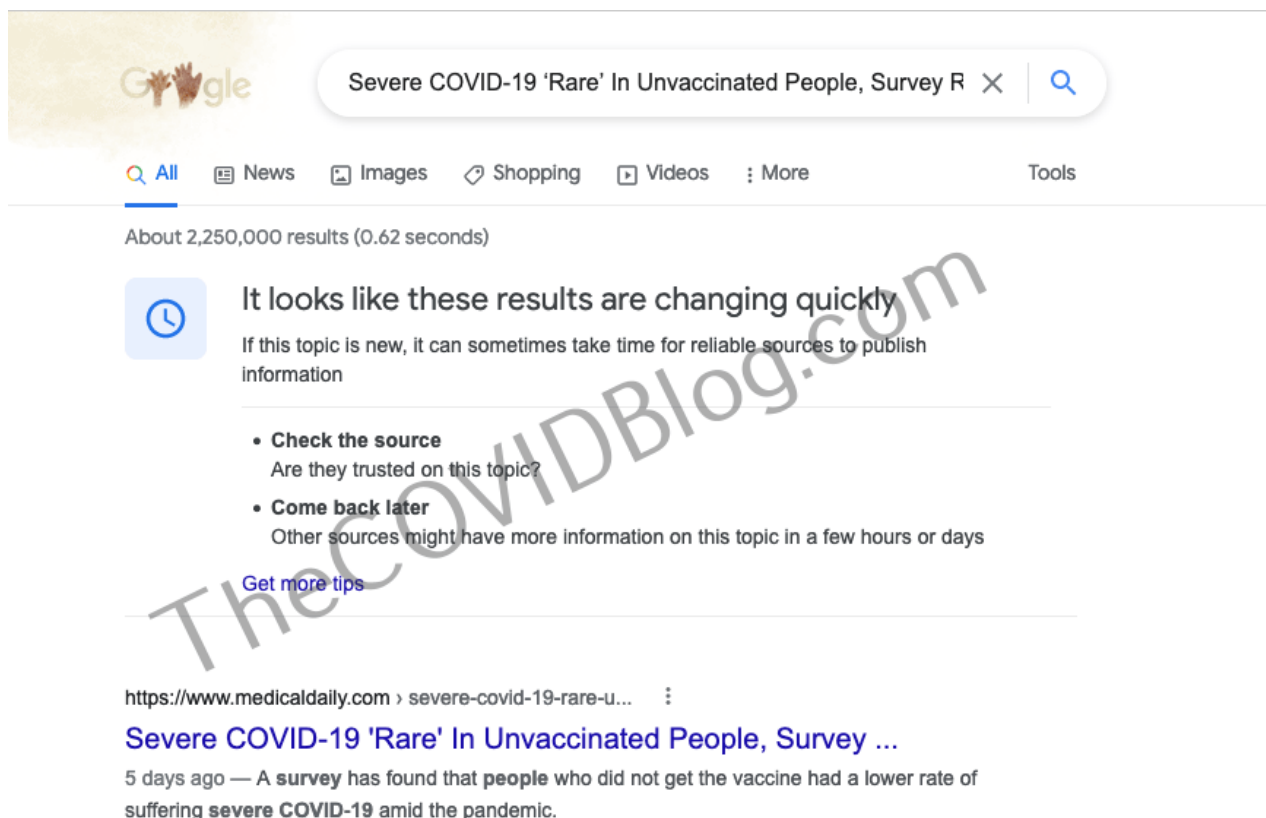 Google
Severe COVID-19 ‘Rare’ In Unvaccinated People, Survey R
All News Images Shopping Videos More Tools
About 2,250,000 results (0.62 seconds)
It looks like these results are changing quickly
If this topic is new, it can sometimes take time for reliable sources to publish
information
• Check the source
Are they trusted on this topic?
• Come back later
Other sources might have more information on this topic in a few hours or days
Get more tips
TheCOVIDBlog.com
https://www.medicaldaily.com › severe-covid-19-rare-u...
Severe COVID-19 'Rare' In Unvaccinated People, Survey ...
5 days ago — A survey has found that people who did not get the vaccine had a lower rate of
suffering severe COVID-19 amid the pandemic.